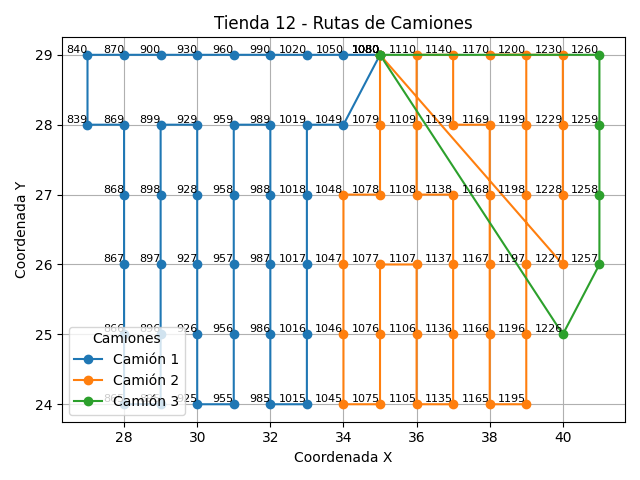 Tienda 12 - Rutas de Camiones
29
840 870 900 930 960 990 1020 1050 1080 1110 1140 1170 1200 1230 1260
28
839 869 899 929 959 989 1019 1049 1079 1109 1139 1169 1199 1229 1259
27
868 898 928 958 988 1018 1048 1078 1108 1138 1168 1198 1228 1258
26
867 897 927 957 987 1017 1047 1077 1107 1137 1167 1197 1227 1257
25
926 956 986 1016 1046 1076 1106 1136 1166 1196 1226
24
925 955 985 1015 1045 1075 1105 1135 1165 1195
Coordenada Y
Camiones
Camión 1
Camión 2
Camión 3
28 30 32 34 36 38 40
Coordenada X